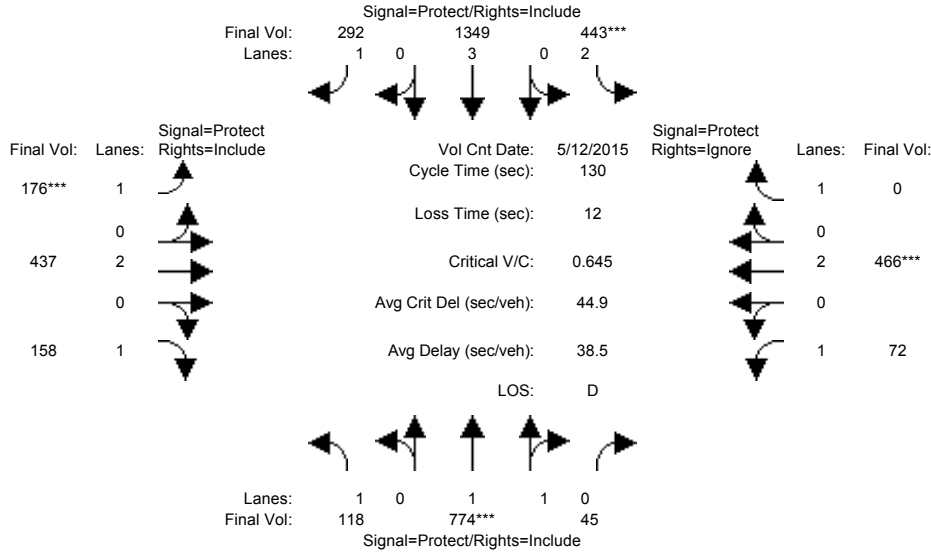 Signal=Protect/Rights=Include
Final Vol: 292 1349 443***
Lanes: 1 0 3 0 2
Signal=Protect
Final Vol: Lanes: Rights=Include
Vol Cnt Date: 5/12/2015
Signal=Protect
Rights=Ignore Lanes: Final Vol:
Cycle Time (sec): 130
176*** 1
1 0
Loss Time (sec): 12
0
0
437 2
Critical V/C: 0.645
2 466***
0
Avg Crit Del (sec/veh): 44.9
0
158 1
Avg Delay (sec/veh): 38.5
1 72
LOS: D
Lanes: 1 0 1 1 0
Final Vol: 118 774*** 45
Signal=Protect/Rights=Include